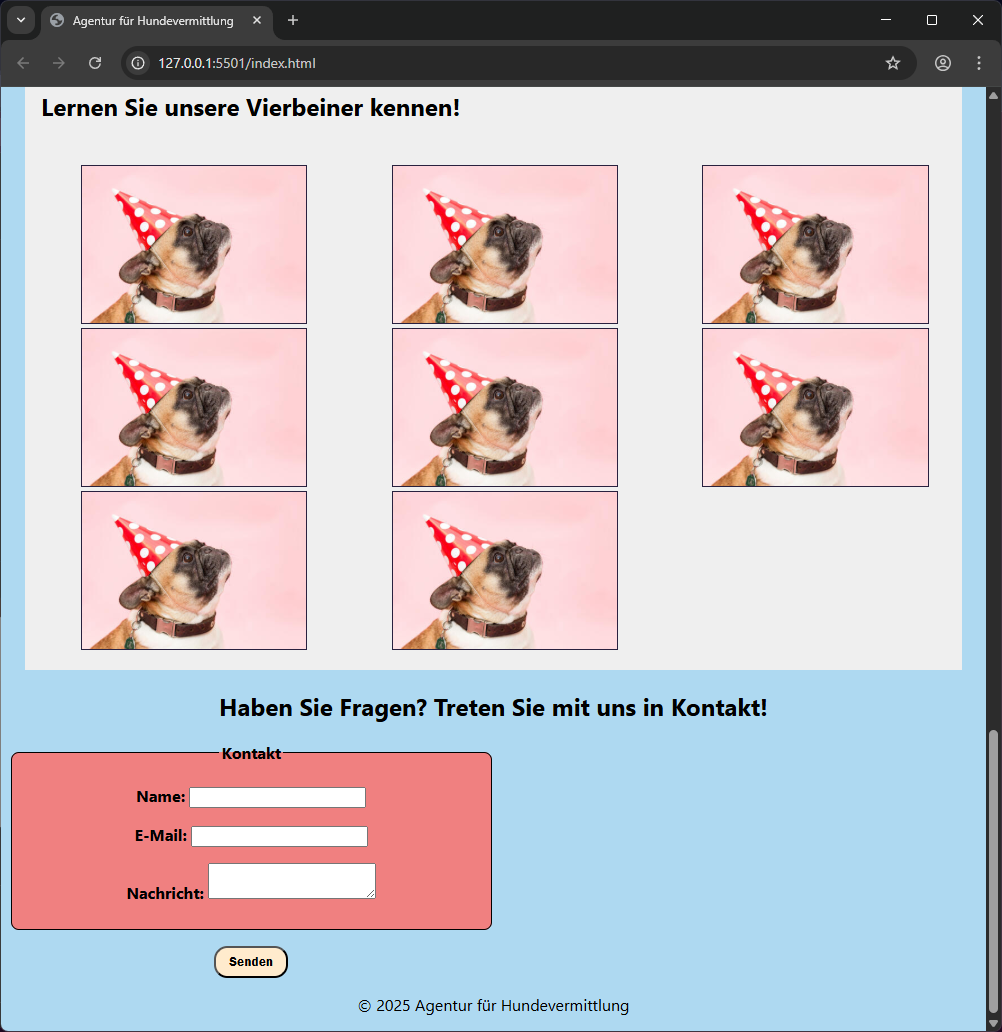 Agentur für Hundevermittlung
127.0.0.1:5501/index.html
Lernen Sie unsere Vierbeiner kennen!
Haben Sie Fragen? Treten Sie mit uns in Kontakt!
Kontakt
Name:
E-Mail:
Nachricht:
Senden
© 2025 Agentur für Hundevermittlung